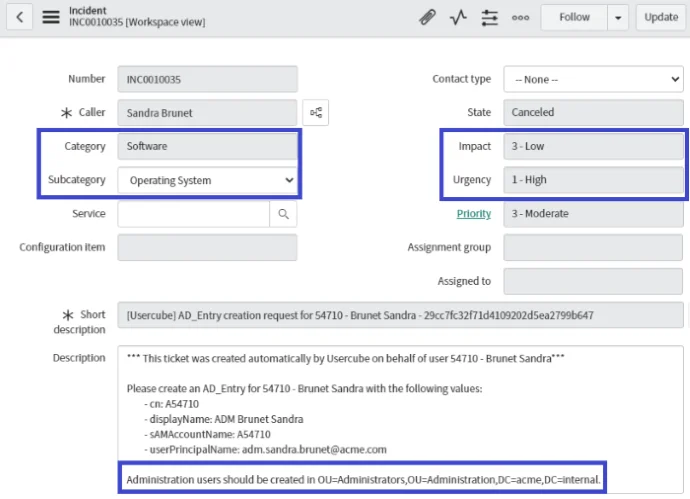 Incident
INC0010035 [Workspace view]
Follow
Update
Number INC0010035
Contact type -- None --
Caller Sandra Brunet
State Canceled
Category Software
Impact 3 - Low
Subcategory Operating System
Urgency 1 - High
Service
Priority 3 - Moderate
Configuration item
Assignment group
Assigned to
Short description [Usercube] AD_Entry creation request for 54710 - Brunet Sandra - 29cc7fc32f71d4109202d5ea2799b647
Description
*** This ticket was created automatically by Usercube on behalf of user 54710 - Brunet Sandra***
Please create an AD_Entry for 54710 - Brunet Sandra with the following values:
- cn: A54710
- displayName: ADM Brunet Sandra
- sAMAccountName: A54710
- userPrincipalName: adm.sandra.brunet@acme.com
Administration users should be created in OU=Administrators,OU=Administration,DC=acme,DC=internal.